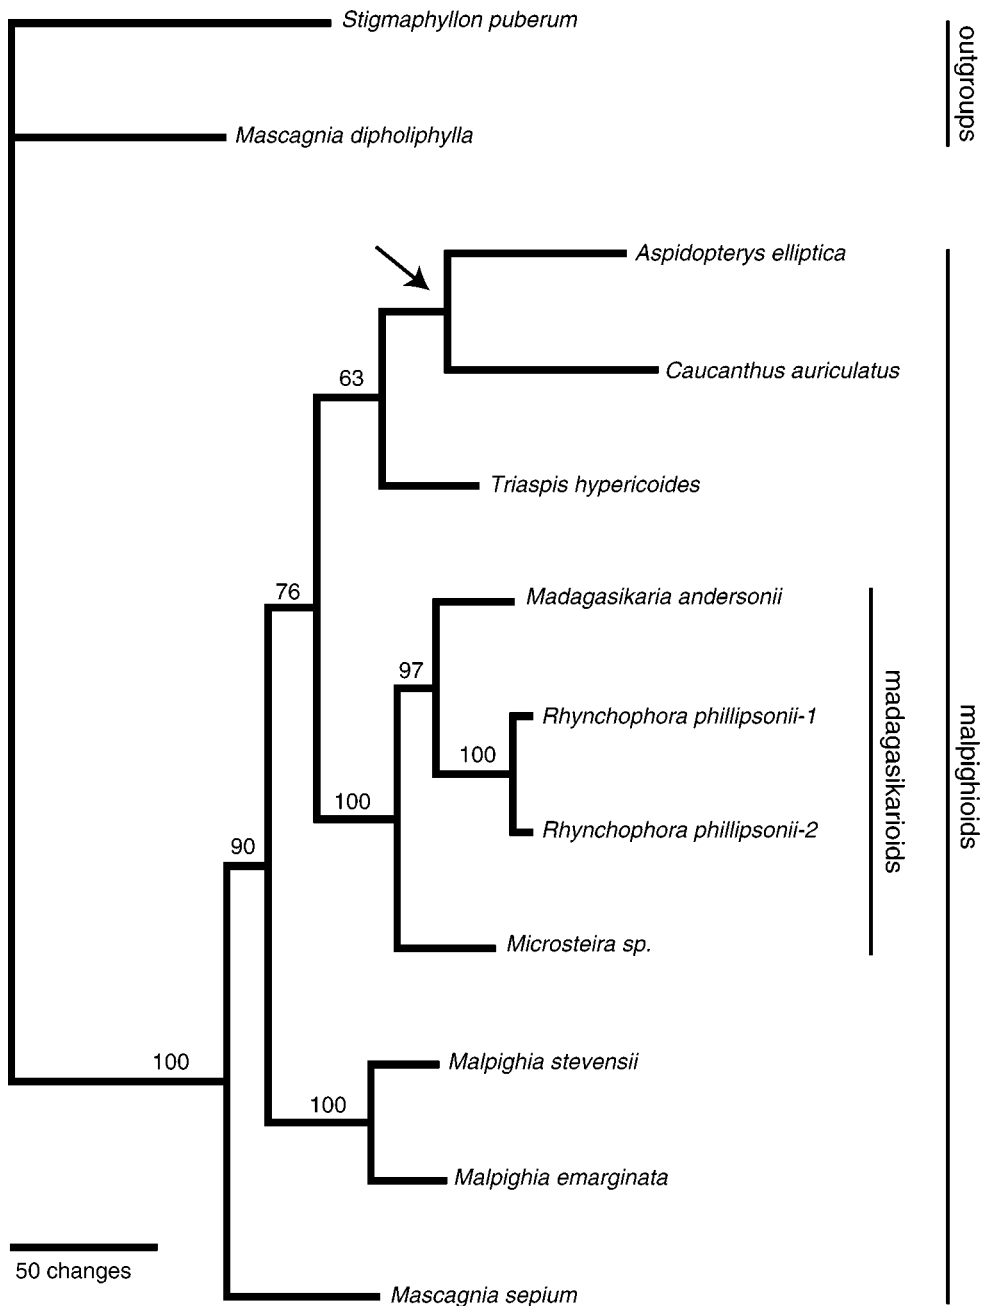 Stigmaphyllon puberum
outgroups
Mascagnia dipholiphylla
Aspidopterys elliptica
Caucanthus auriculatus
63
Triaspis hypericoides
76
Madagasikaria andersonii
97
Rhynchophora phillipsonii-1
100
madagasikarioids
malpighioids
100
Rhynchophora phillipsonii-2
90
Microsteira sp.
100
Malpighia stevensii
100
Malpighia emarginata
50 changes
Mascagnia sepium